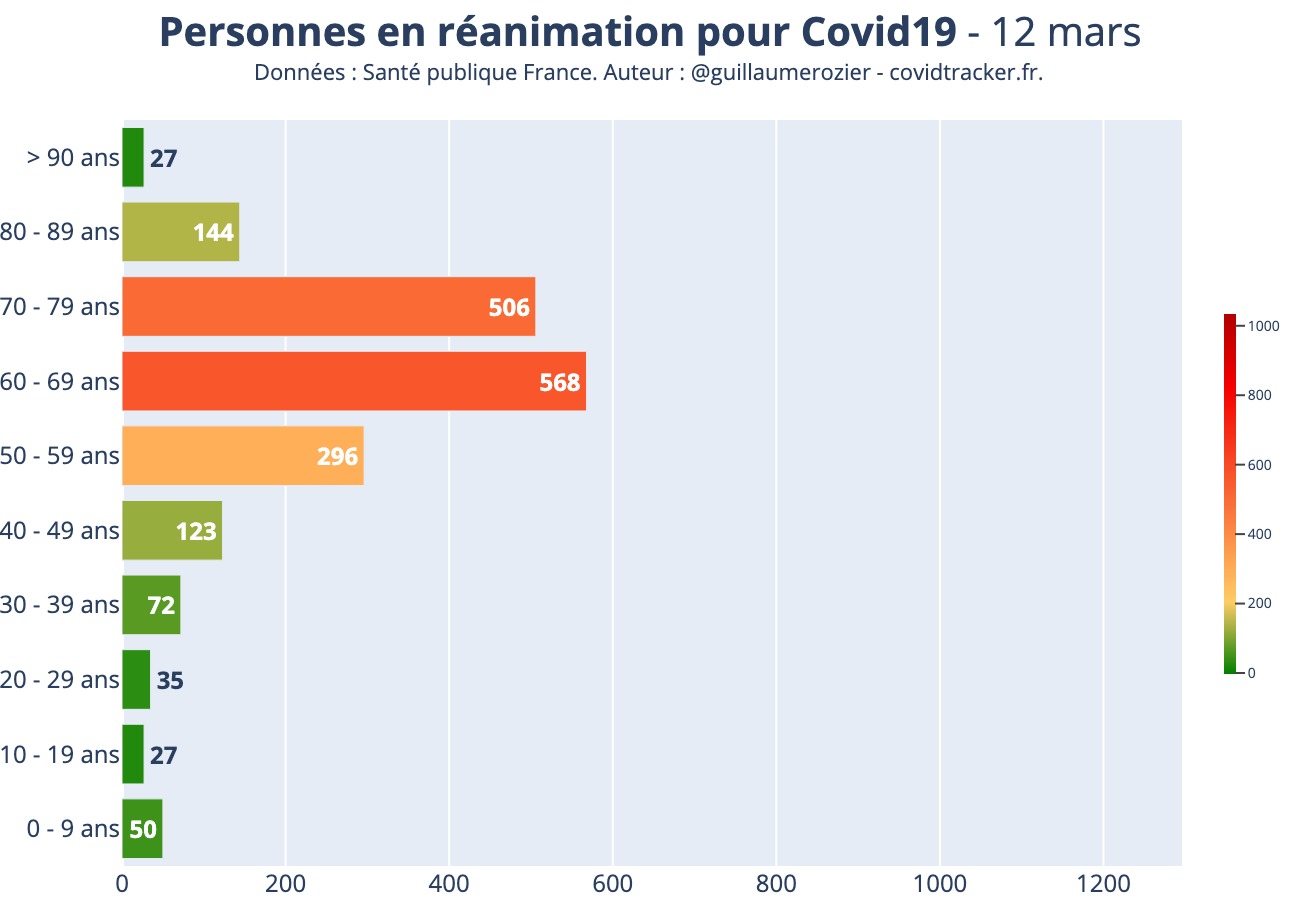 Personnes en réanimation pour Covid19 - 12 mars
Données : Santé publique France. Auteur : @guillaumerozier - covidtracker.fr.
> 90 ans 27
80 - 89 ans 144
70 - 79 ans 506
60 - 69 ans 568
50 - 59 ans 296
40 - 49 ans 123
30 - 39 ans 72
20 - 29 ans 35
10 - 19 ans 27
0 - 9 ans 50
0 200 400 600 800 1000 1200
1000
800
600
400
200
0